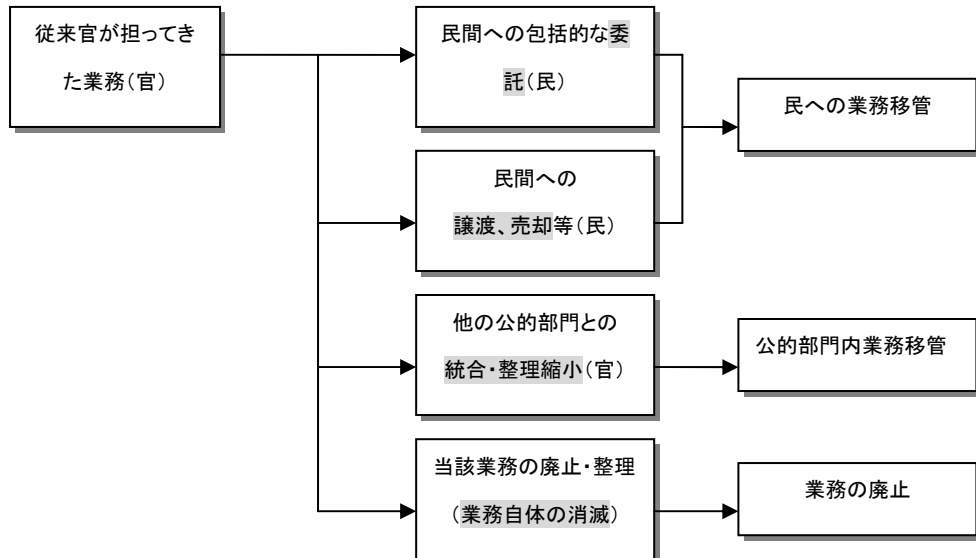 従来官が担ってき
た業務(官)
民間への包括的な委
託(民)
民間への
譲渡、売却等(民)
民への業務移管
他の公的部門との
統合・整理縮小(官)
公的部門内業務移管
当該業務の廃止・整理
(業務自体の消滅)
業務の廃止